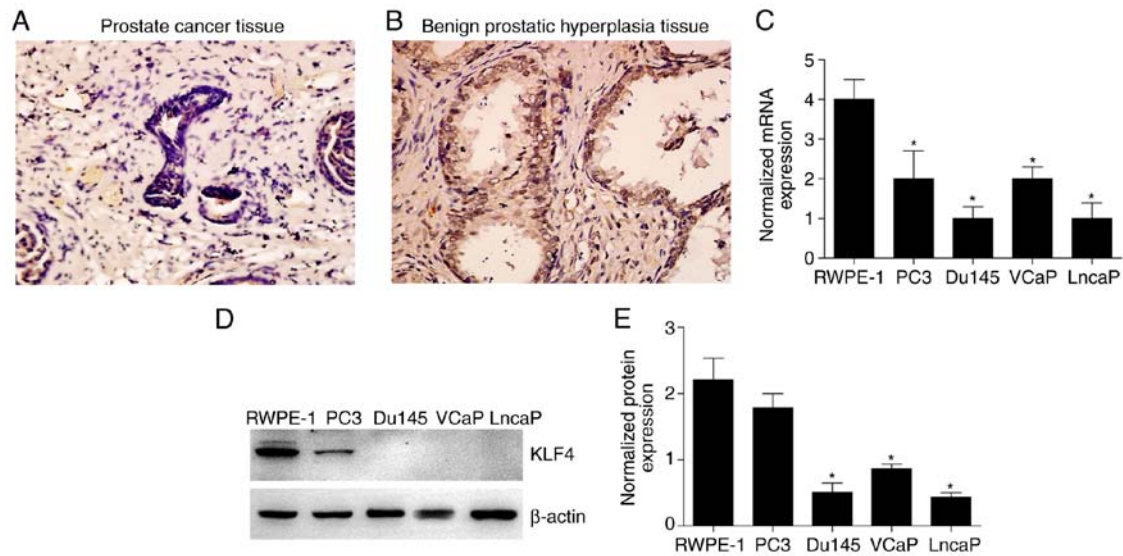 A
Prostate cancer tissue
B
Benign prostatic hyperplasia tissue
C
Normalized mRNA
expression
5
4
3
2
1
0
*
*
*
*
RWPE-1 PC3 Du145 VCaP LncaP
D
RWPE-1 PC3 Du145 VCaP LncaP
KLF4
β-actin
E
Normalized protein
expression
3
2
1
0
*
*
*
RWPE-1 PC3 Du145 VCaP LncaP